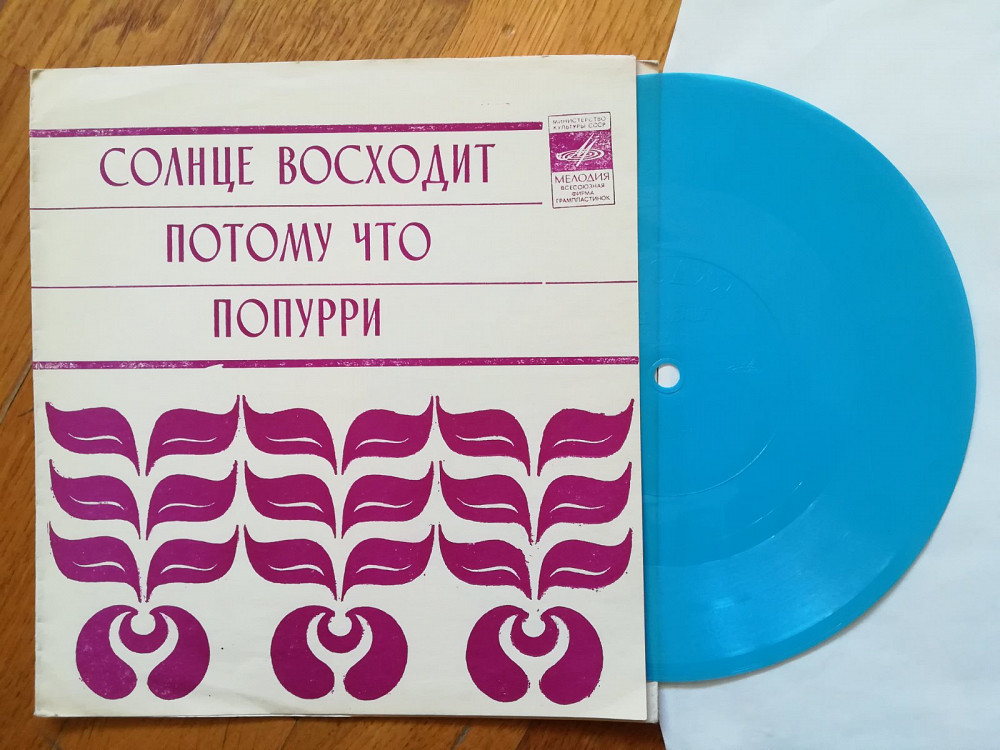 СОЛНЦЕ ВОСХОДИТ
ПОТОМУ ЧТО
ПОПУРРИ
МИНИСТЕРСТВО
КУЛЬТУРЫ СССР
МЕЛОДИЯ
ВСЕСОЮЗНАЯ
ФИРМА
ГРАМПЛАСТИНОК